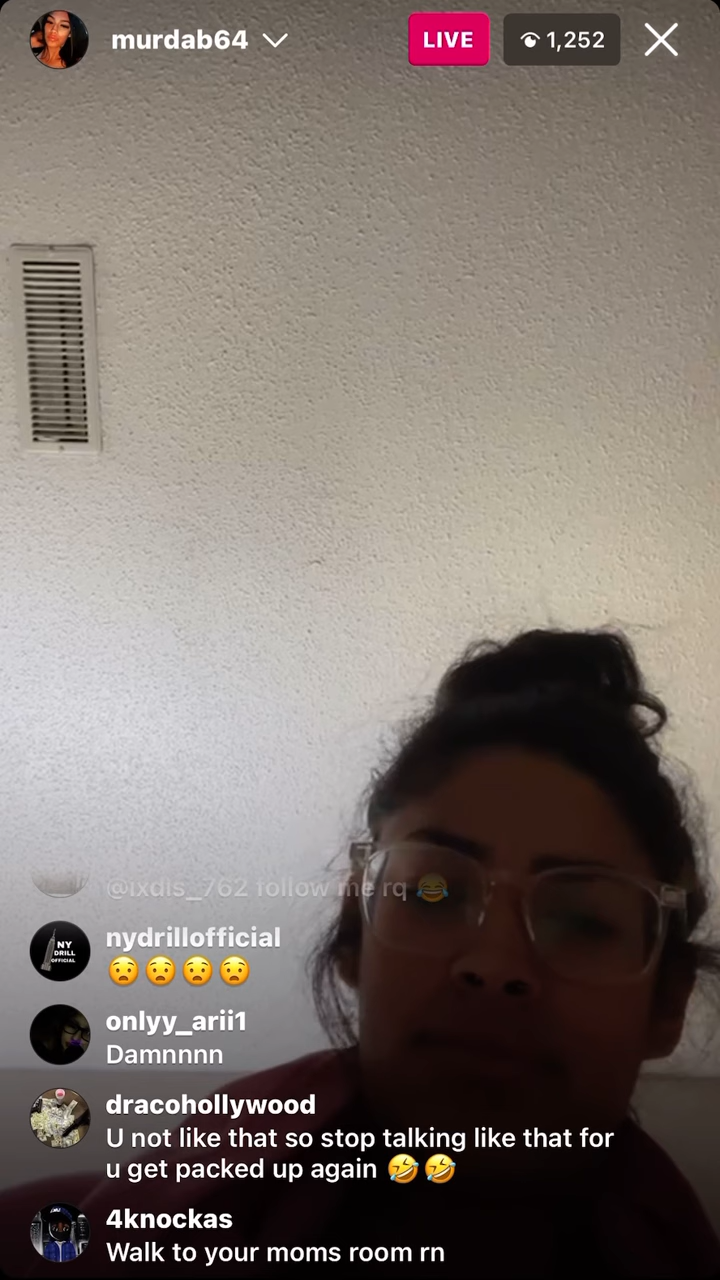 murdab64
LIVE
1,252
@ixdls_762 follow me rq 😂
NY
DRILL
OFFICIAL
nydrillofficial
😧😧😧😧
onlyy_arii1
Damnnnn
dracohollywood
U not like that so stop talking like that for
u get packed up again 🤣🤣
4knockas
Walk to your moms room rn